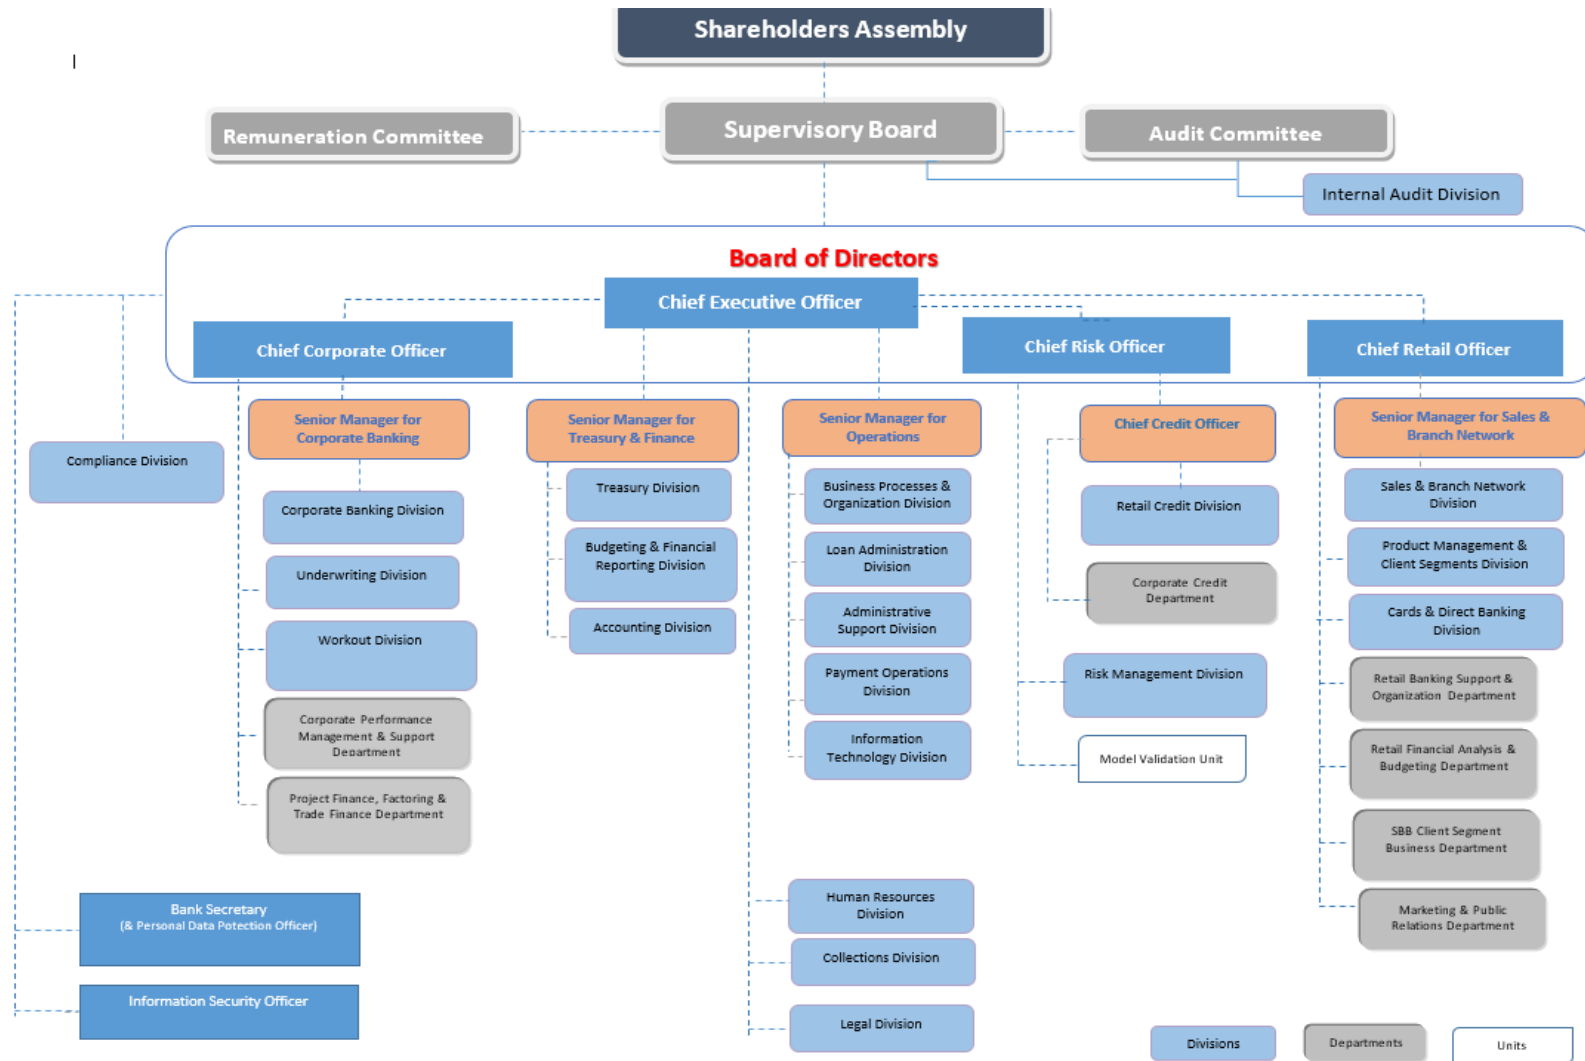 Shareholders Assembly
Remuneration Committee
Supervisory Board
Audit Committee
Internal Audit Division
Board of Directors
Chief Executive Officer
Chief Corporate Officer
Chief Risk Officer
Chief Retail Officer
Senior Manager for
Corporate Banking
Senior Manager for
Treasury & Finance
Senior Manager for
Operations
Chief Credit Officer
Senior Manager for Sales &
Branch Network
Compliance Division
Corporate Banking Division
Underwriting Division
Workout Division
Corporate Performance
Management & Support
Department
Project Finance, Factoring &
Trade Finance Department
Treasury Division
Budgeting & Financial
Reporting Division
Accounting Division
Business Processes &
Organization Division
Loan Administration
Division
Administrative
Support Division
Payment Operations
Division
Information
Technology Division
Retail Credit Division
Corporate Credit
Department
Risk Management Division
Model Validation Unit
Sales & Branch Network
Division
Product Management &
Client Segments Division
Cards & Direct Banking
Division
Retail Banking Support &
Organization Department
Retail Financial Analysis &
Budgeting Department
SBB Client Segment
Business Department
Marketing & Public
Relations Department
Bank Secretary
(& Personal Data Potection Officer)
Information Security Officer
Human Resources
Division
Collections Division
Legal Division
Divisions
Departments
Units